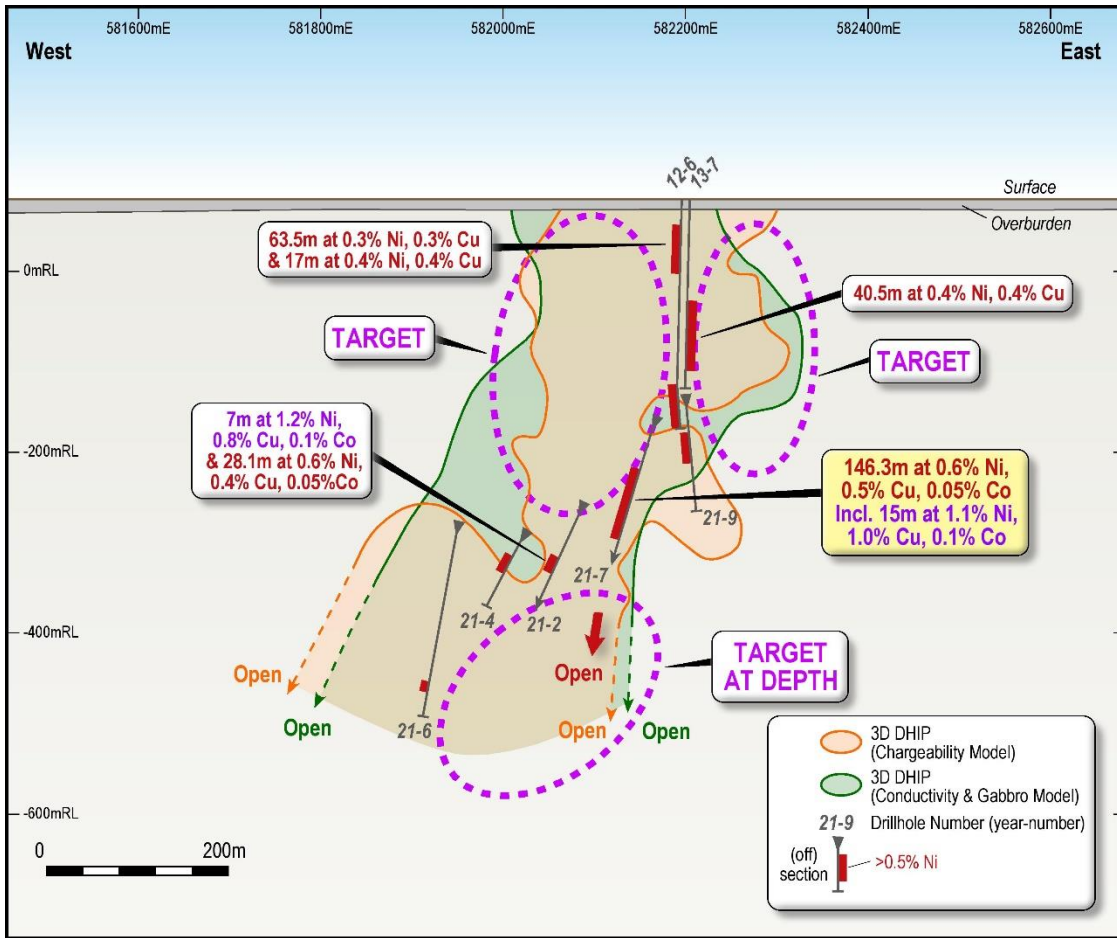 581600mE
581800mE
582000mE
582200mE
582400mE
582600mE
West
East
12-6
13-7
Surface
Overburden
63.5m at 0.3% Ni, 0.3% Cu
& 17m at 0.4% Ni, 0.4% Cu
0mRL
40.5m at 0.4% Ni, 0.4% Cu
TARGET
TARGET
7m at 1.2% Ni,
0.8% Cu, 0.1% Co
& 28.1m at 0.6% Ni,
0.4% Cu, 0.05%Co
-200mRL
146.3m at 0.6% Ni,
0.5% Cu, 0.05% Co
Incl. 15m at 1.1% Ni,
1.0% Cu, 0.1% Co
21-9
21-7
21-4
21-2
-400mRL
TARGET
AT DEPTH
Open
Open
Open
21-6
Open
Open
3D DHIP
(Chargeability Model)
3D DHIP
(Conductivity & Gabbro Model)
21-9
Drillhole Number (year-number)
(off)
section
>0.5% Ni
-600mRL
0
200m